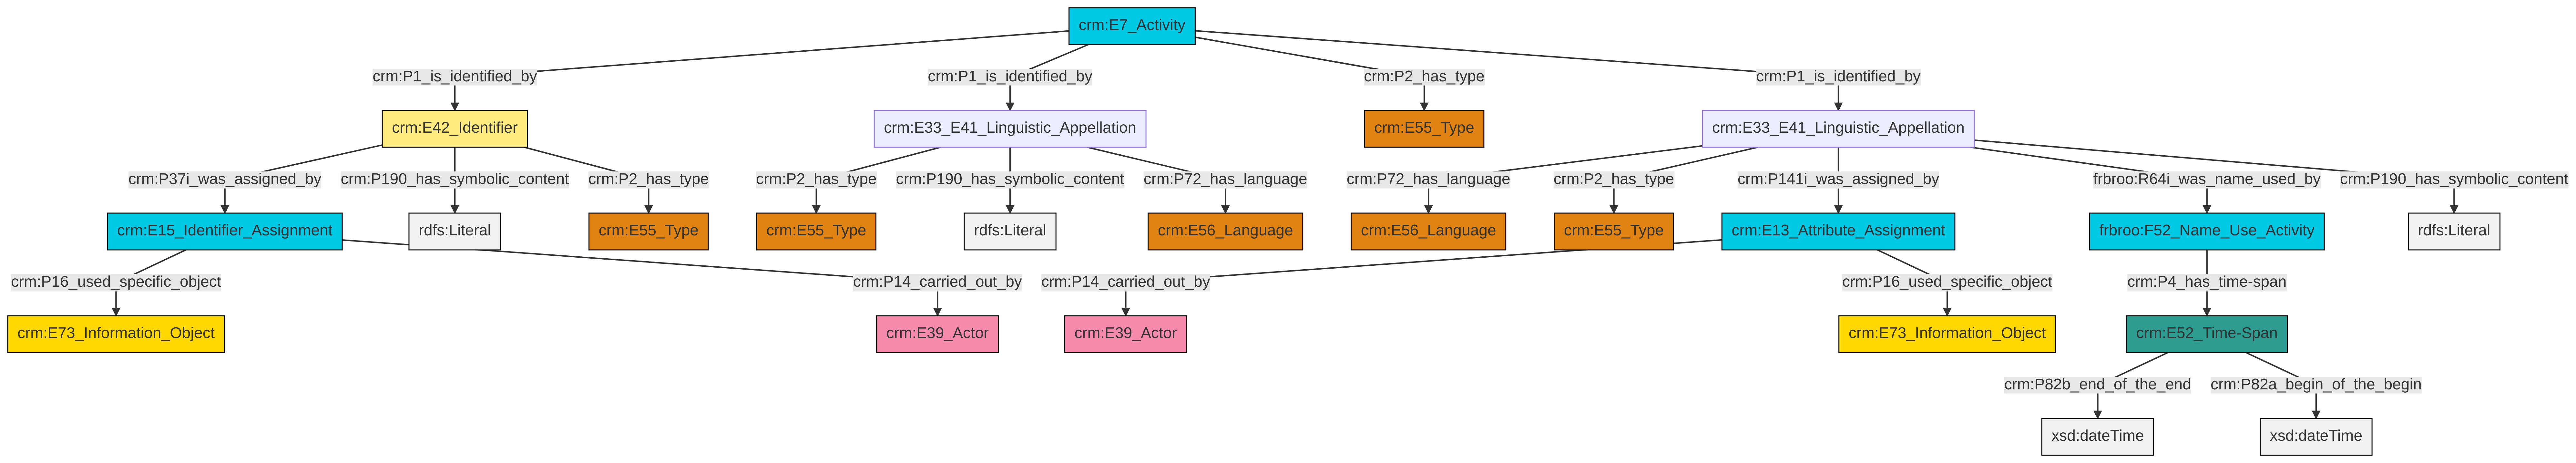 crm:E7_Activity
crm:P1_is_identified_by
crm:P1_is_identified_by
crm:P2_has_type
crm:P1_is_identified_by
crm:E42_Identifier
crm:E33_E41_Linguistic_Appellation
crm:E55_Type
crm:E33_E41_Linguistic_Appellation
crm:P37i_was_assigned_by
crm:P190_has_symbolic_content
crm:P2_has_type
crm:P2_has_type
crm:P190_has_symbolic_content
crm:P72_has_language
crm:P72_has_language
crm:P2_has_type
crm:P141i_was_assigned_by
frbroo:R64i_was_name_used_by
crm:P190_has_symbolic_content
crm:E15_Identifier_Assignment
rdfs:Literal
crm:E55_Type
crm:E55_Type
rdfs:Literal
crm:E56_Language
crm:E56_Language
crm:E55_Type
crm:E13_Attribute_Assignment
frbroo:F52_Name_Use_Activity
rdfs:Literal
crm:P16_used_specific_object
crm:P14_carried_out_by
crm:P14_carried_out_by
crm:P16_used_specific_object
crm:P4_has_time-span
crm:E73_Information_Object
crm:E39_Actor
crm:E39_Actor
crm:E73_Information_Object
crm:E52_Time-Span
crm:P82b_end_of_the_end
crm:P82a_begin_of_the_begin
xsd:dateTime
xsd:dateTime